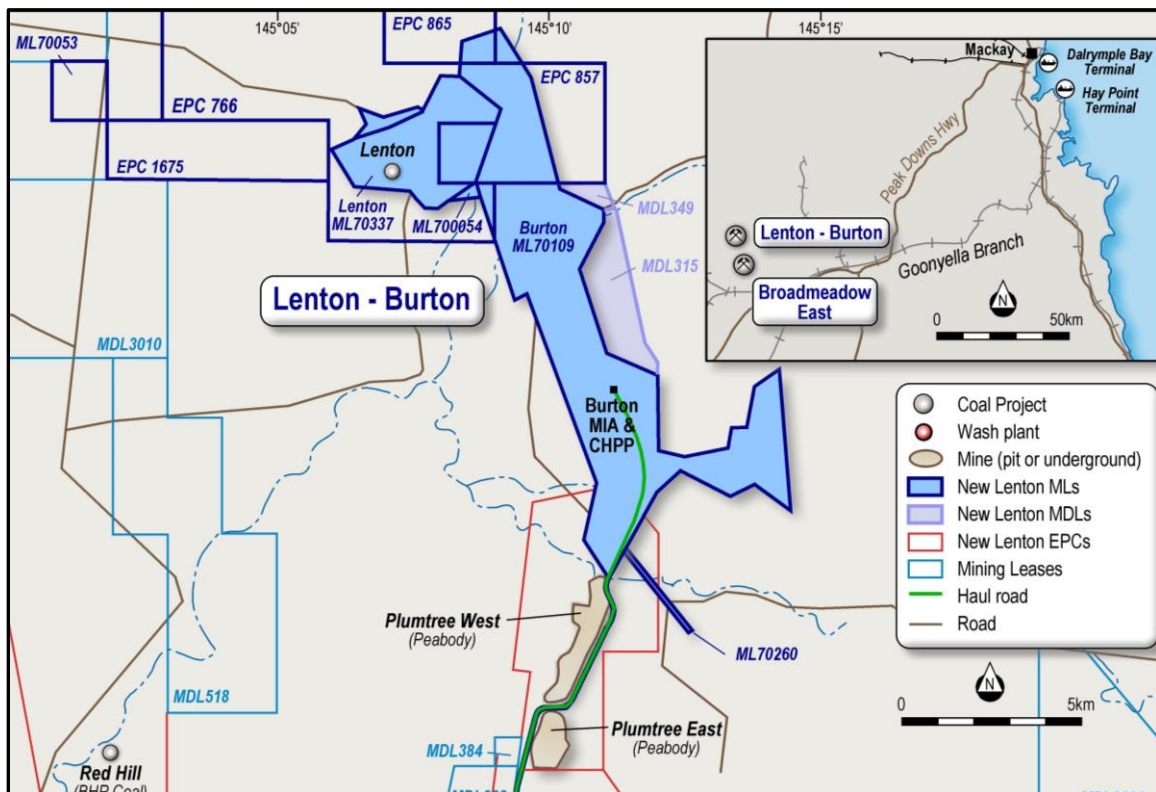 145°05'
145°10'
145°15'
ML70053
EPC 865
EPC 857
EPC 766
EPC 1675
Lenton
Lenton
ML70337
ML700054
Burton
ML70109
MDL349
MDL315
Lenton - Burton
MDL3010
Burton
MIA &
CHPP
Plumtree West
(Peabody)
ML70260
MDL518
Plumtree East
(Peabody)
MDL384
Red Hill
(BHP Coal)
Mackay
Dalrymple Bay
Terminal
Hay Point
Terminal
Peak Downs Hwy
Lenton - Burton
Goonyella Branch
Broadmeadow
East
N
0
50km
Coal Project
Wash plant
Mine (pit or underground)
New Lenton MLs
New Lenton MDLs
New Lenton EPCs
Mining Leases
Haul road
Road
N
0
5km